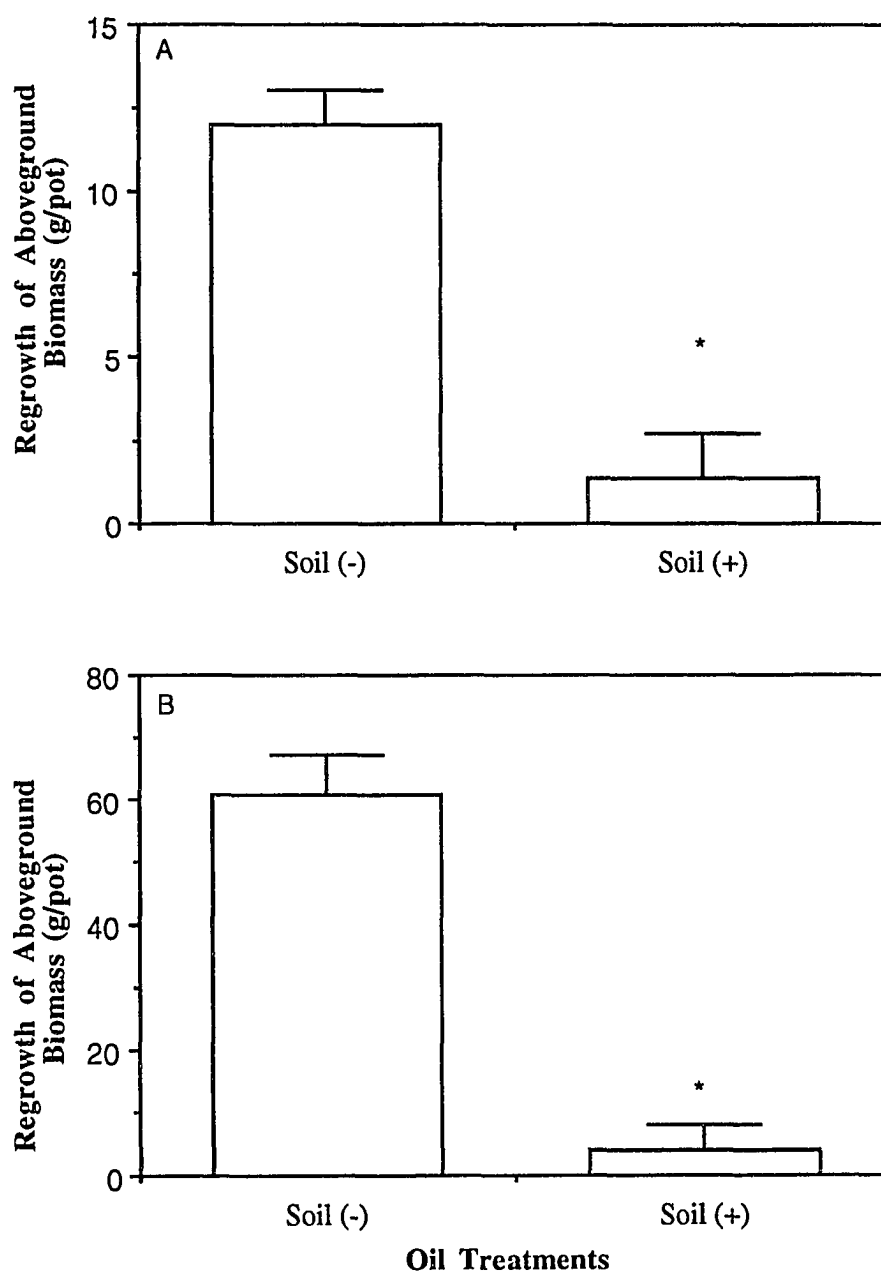 A
15
10
5
0
Regrowth of Aboveground
Biomass (g/pot)
*
Soil (-) Soil (+)
B
80
60
40
20
0
Regrowth of Aboveground
Biomass (g/pot)
*
Soil (-) Soil (+)
Oil Treatments